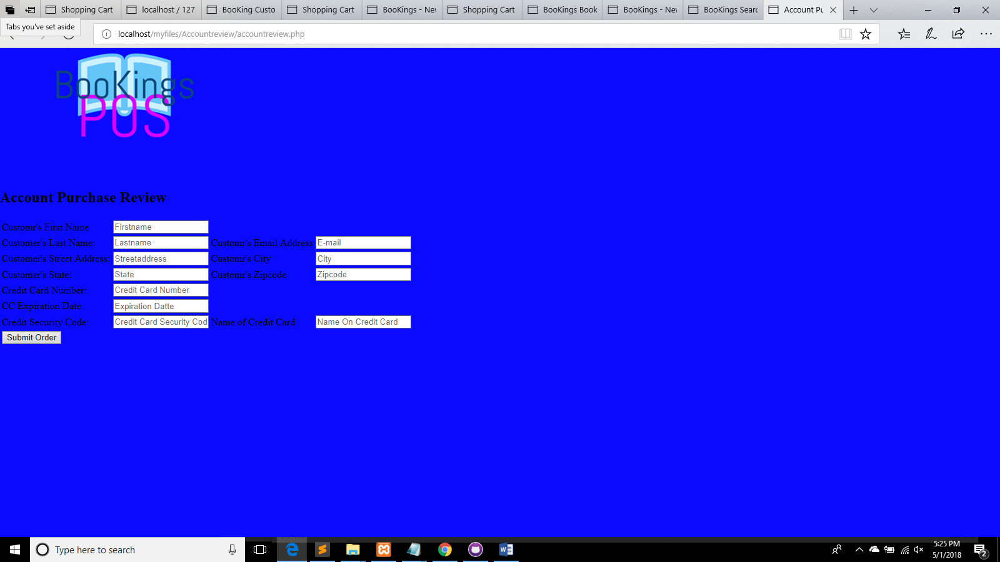 Shopping Cart localhost / 127 BooKing Custo Shopping Cart BooKings - Nev Shopping Cart BooKings Book BooKings - Nev BooKings Searc Account Pu
Tabs you've set aside
localhost/myfiles/Accountreview/accountreview.php
BooKings
POS
Account Purchase Review
Customr's First Name Firstname
Customer's Last Name: Lastname Customr's Email Address E-mail
Customer's Street Address: Streetaddress Customr's City City
Customer's State: State Customr's Zipcode Zipcode
Credit Card Number: Credit Card Number
CC Expiration Date Expiration Datte
Credit Security Code: Credit Card Security Cod Name of Credit Card Name On Credit Card
Submit Order
Type here to search
5:25 PM
5/1/2018
2